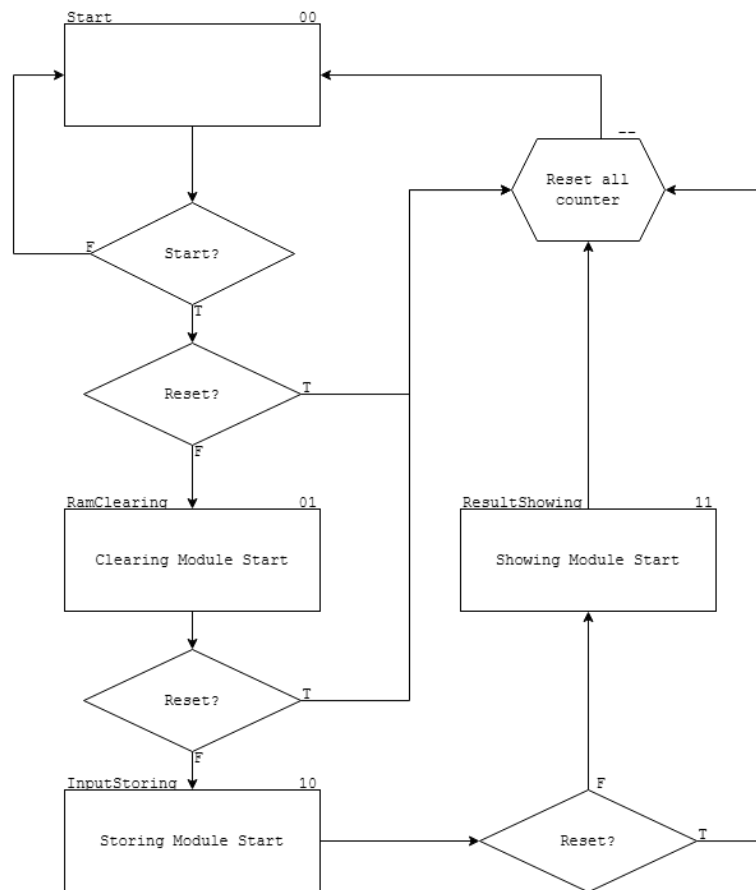 Start 00
--
Reset all
counter
F Start?
T
Reset? T
F
RamClearing 01
ResultShowing 11
Clearing Module Start
Showing Module Start
Reset? T
F
InputStoring 10
F
Storing Module Start
Reset? T